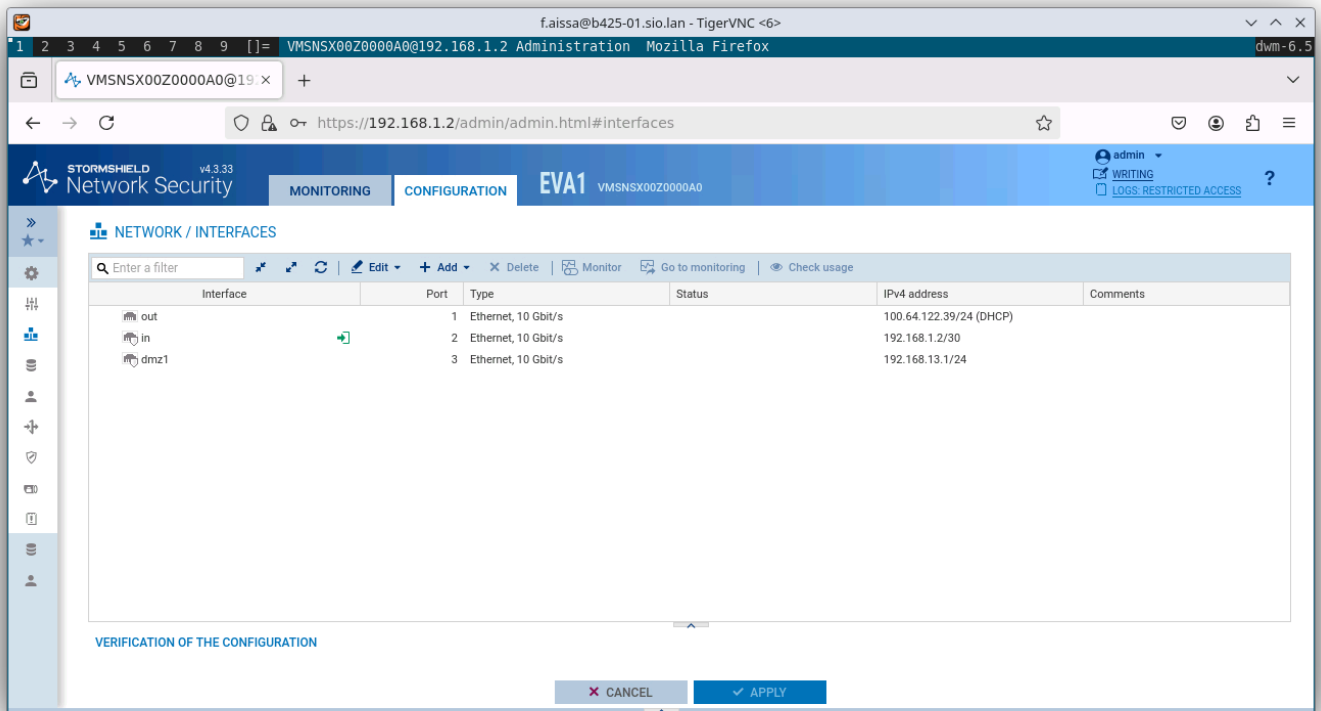 f.aissa@b425-01.sio.lan - TigerVNC <6>
1 2 3 4 5 6 7 8 9 []= VMSNSX00Z0000A0@192.168.1.2 Administration  Mozilla Firefox dwm-6.5
VMSNSX00Z0000A0@19
https://192.168.1.2/admin/admin.html#interfaces
STORMSHIELD v4.3.33
Network Security
MONITORING CONFIGURATION EVA1 VMSNSX00Z0000A0
admin
WRITING
LOGS: RESTRICTED ACCESS
?
NETWORK / INTERFACES
Enter a filter Edit Add Delete Monitor Go to monitoring Check usage
Interface Port Type Status IPv4 address Comments
out 1 Ethernet, 10 Gbit/s 100.64.122.39/24 (DHCP)
in 2 Ethernet, 10 Gbit/s 192.168.1.2/30
dmz1 3 Ethernet, 10 Gbit/s 192.168.13.1/24
VERIFICATION OF THE CONFIGURATION
CANCEL APPLY